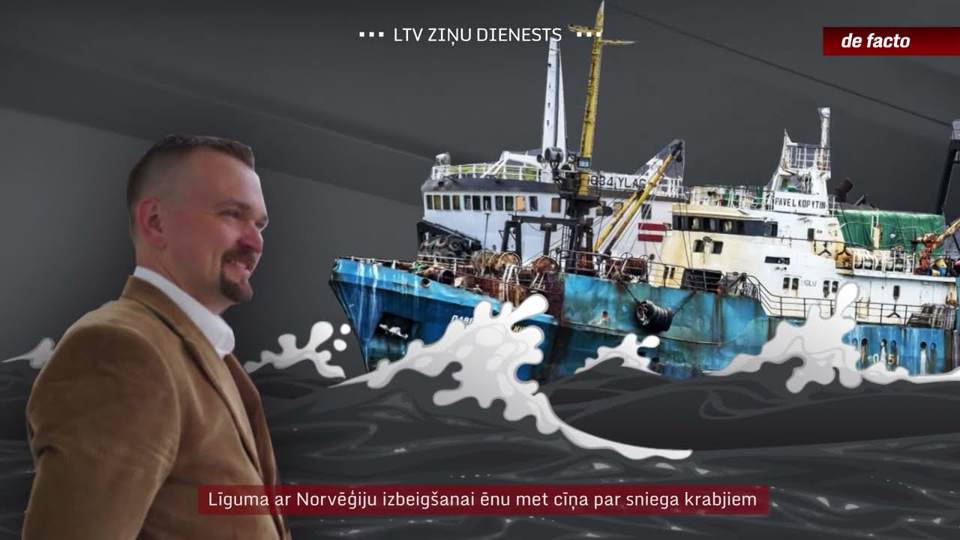 LTV ZIŅU DIENESTS
de facto
PAVEL KOPYTIN
Līguma ar Norvēģiju izbeigšanai ēnu met cīņa par sniega krabjiem